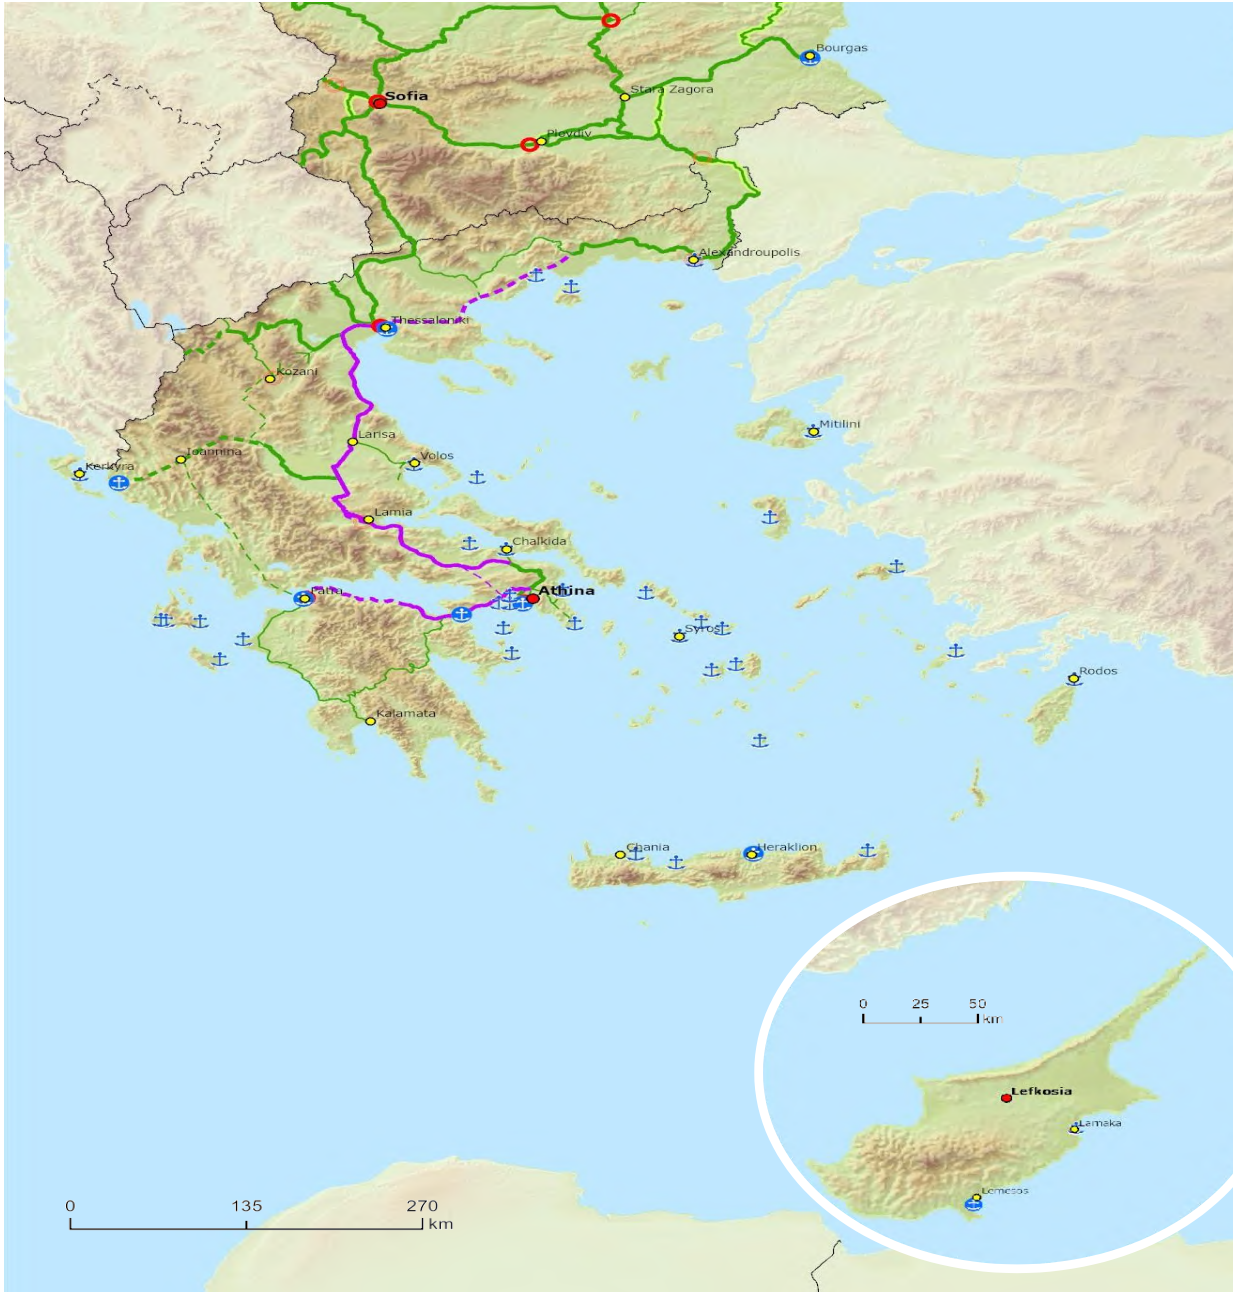 Bourgas
Stara Zagora
Sofia
Plovdiv
Alexandroupolis
Thessaloniki
Kozani
Mitilini
Larisa
Ioannina
Volos
Kerkyra
Lamia
Chalkida
Athina
Patra
Syros
Rodos
Kalamata
Chania
Heraklion
0 25 50
km
Lefkosia
Larnaka
Lemesos
0 135 270
km